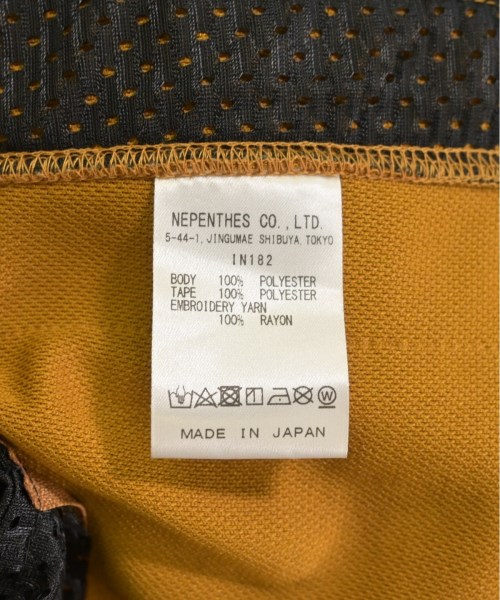 NEPENTHES CO.,LTD.
5-44-1, JINGUMAE SHIBUYA, TOKYO
IN182
BODY 100% POLYESTER
TAPE 100% POLYESTER
EMBROIDERY YARN
100% RAYON
MADE IN JAPAN